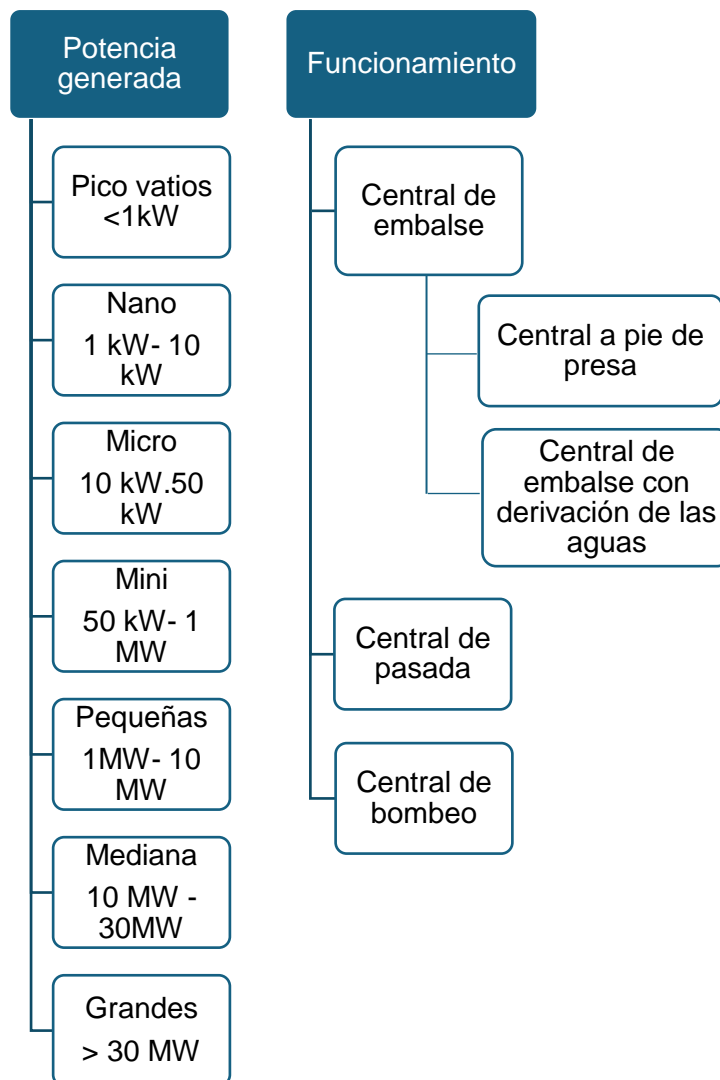 Potencia
generada
Pico vatios
<1kW
Nano
1 kW- 10
kW
Micro
10 kW.50
kW
Mini
50 kW- 1
MW
Pequeñas
1MW- 10
MW
Mediana
10 MW -
30MW
Grandes
> 30 MW
Funcionamiento
Central de
embalse
Central a pie de
presa
Central de
embalse con
derivación de las
aguas
Central de
pasada
Central de
bombeo